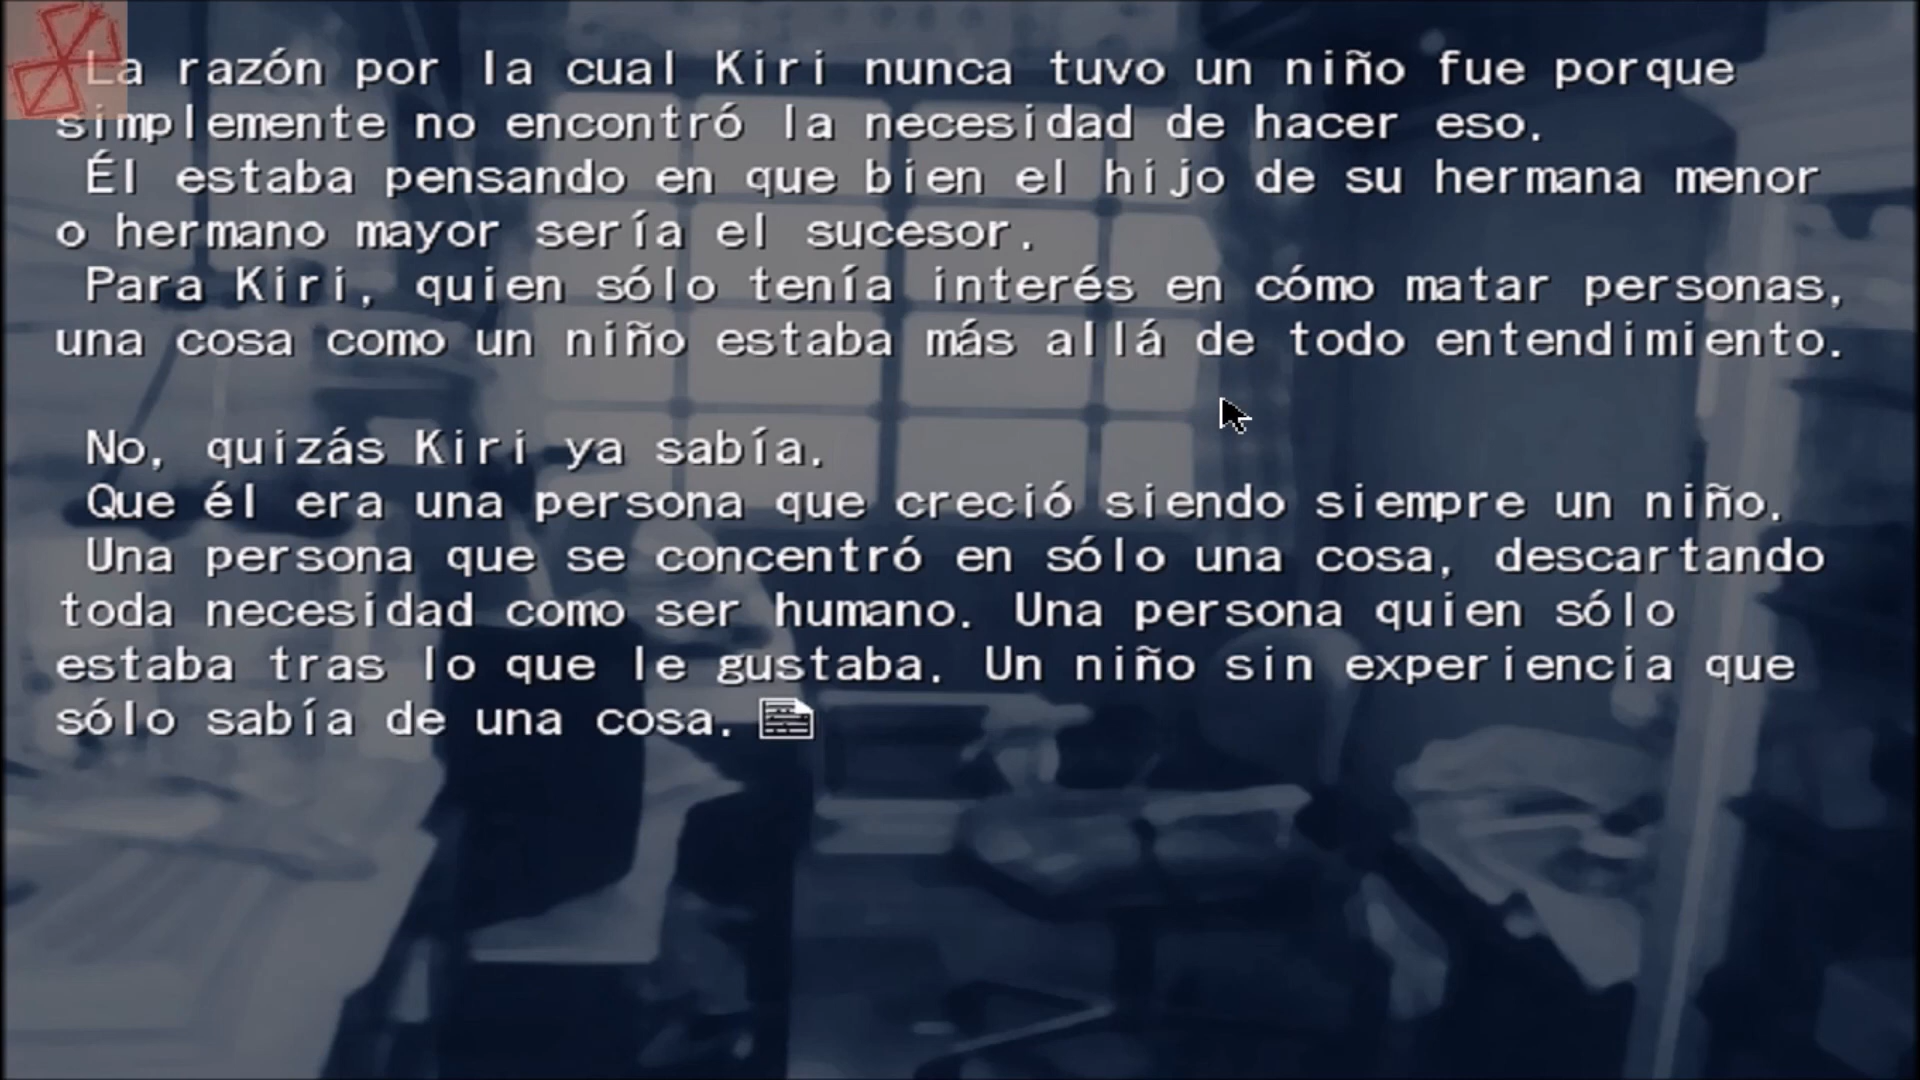 La razón por la cual Kiri nunca tuvo un niño fue porque
simplemente no encontró la necesidad de hacer eso.
Él estaba pensando en que bien el hijo de su hermana menor
o hermano mayor sería el sucesor.
Para Kiri, quien sólo tenía interés en cómo matar personas,
una cosa como un niño estaba más allá de todo entendimiento.
No, quizás Kiri ya sabía.
Que él era una persona que creció siendo siempre un niño.
Una persona que se concentró en sólo una cosa, descartando
toda necesidad como ser humano. Una persona quien sólo
estaba tras lo que le gustaba. Un niño sin experiencia que
sólo sabía de una cosa.